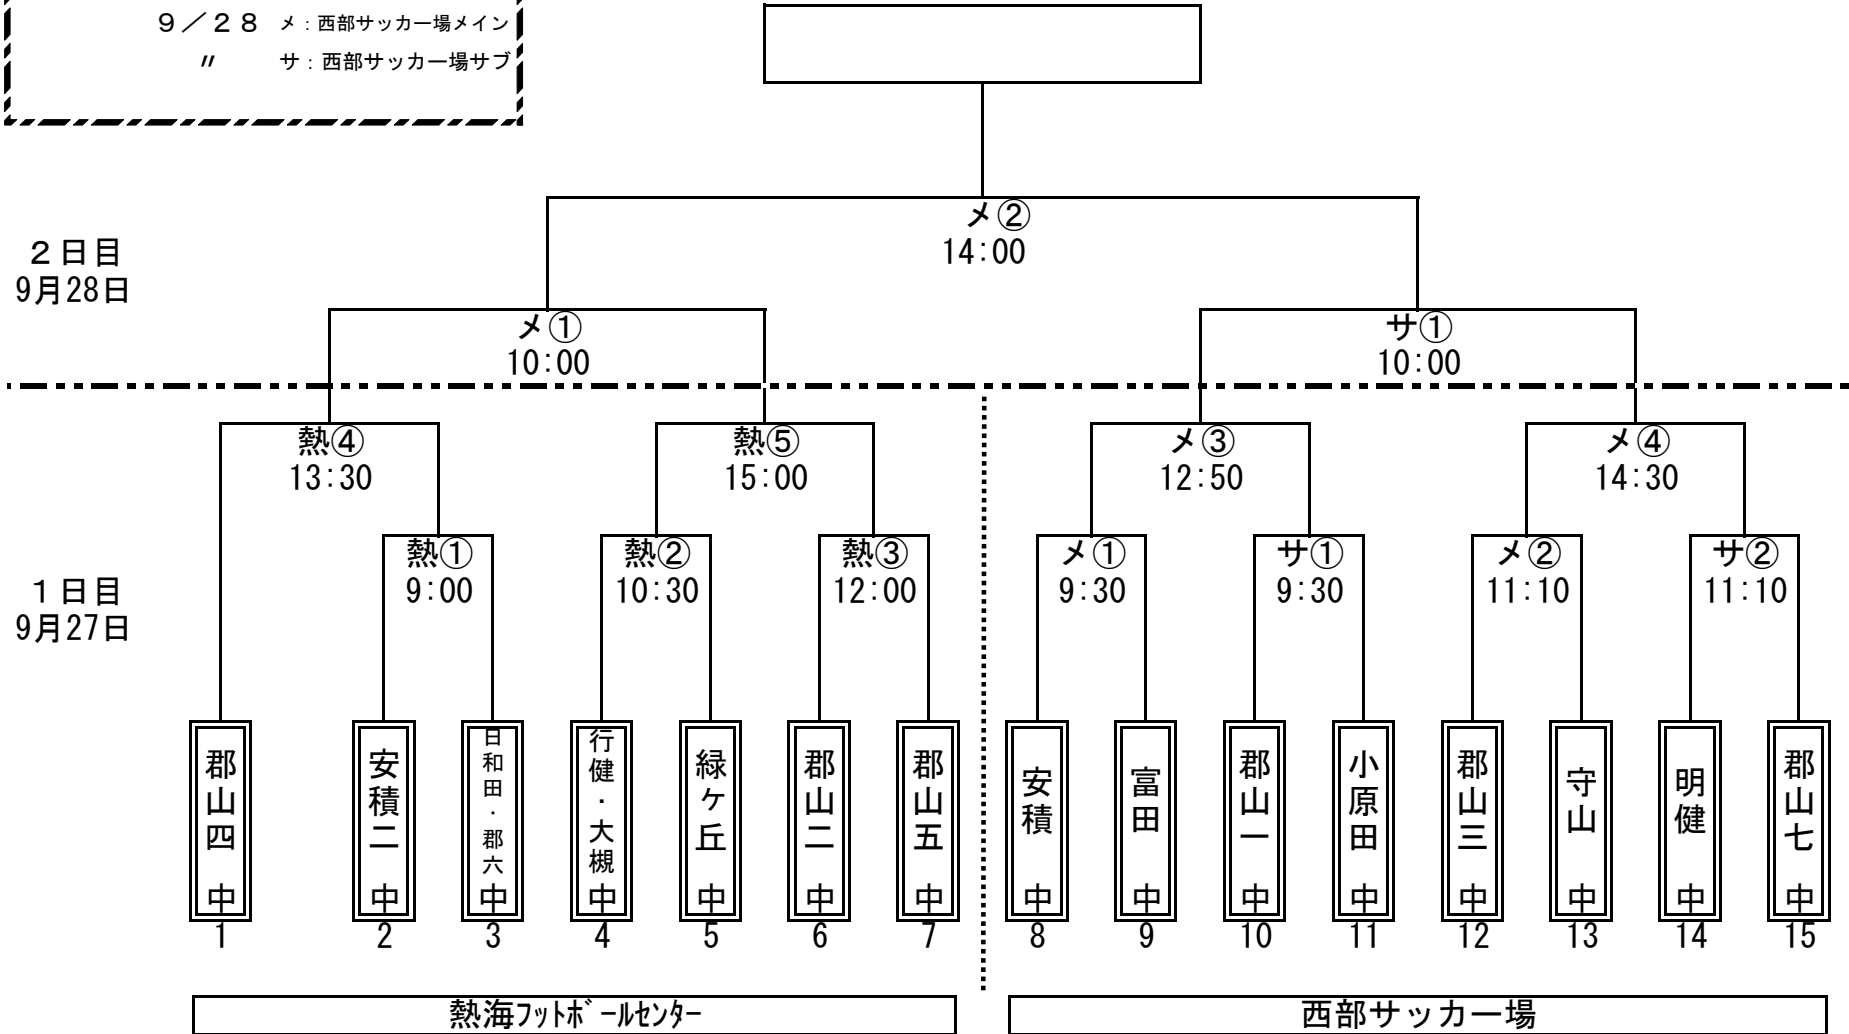 ９／２８ メ：西部サッカー場メイン
〃 サ：西部サッカー場サブ
メ②
14:00
２日目
9月28日
メ①
10:00
サ①
10:00
熱④
13:30
熱⑤
15:00
メ③
12:50
メ④
14:30
熱①
9:00
熱②
10:30
熱③
12:00
メ①
9:30
サ①
9:30
メ②
11:10
サ②
11:10
１日目
9月27日
郡山四 中
安積二 中
日和田・郡六 中
行健・大槻 中
緑ケ丘 中
郡山二 中
郡山五 中
安積 中
富田 中
郡山一 中
小原田 中
郡山三 中
守山 中
明健 中
郡山七 中
1 2 3 4 5 6 7 8 9 10 11 12 13 14 15
熱海ﾌｯﾄﾎﾞｰﾙｾﾝﾀｰ
西部サッカー場